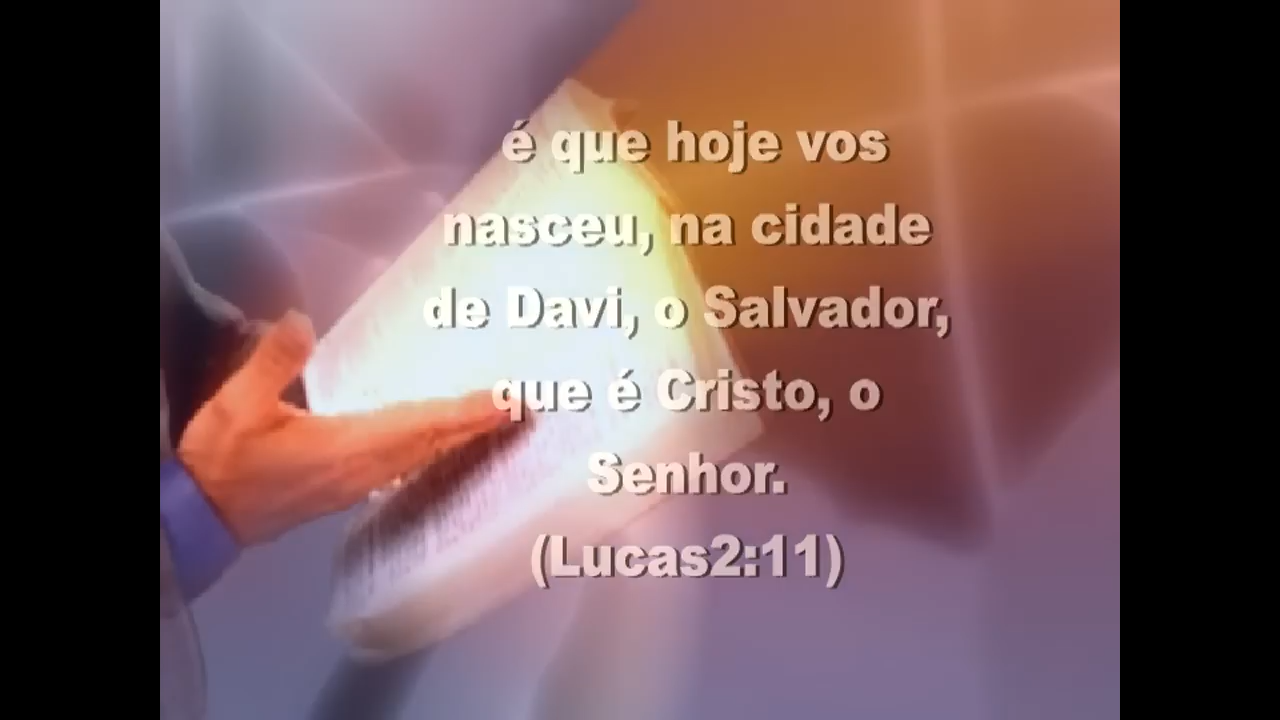 é que hoje vos
nasceu, na cidade
de Davi, o Salvador,
que é Cristo, o
Senhor.
(Lucas2:11)